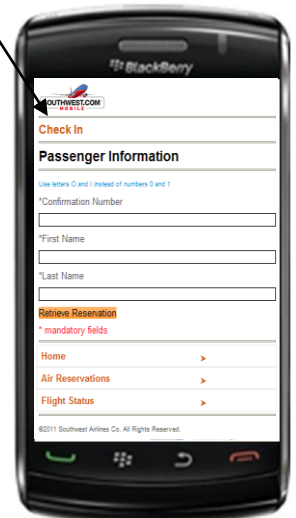 BlackBerry
SOUTHWEST.COM
MOBILE
Check In
Passenger Information
Use letters O and I instead of numbers 0 and 1
*Confirmation Number
*First Name
*Last Name
Retrieve Reservation
* mandatory fields
Home
Air Reservations
Flight Status
©2011 Southwest Airlines Co. All Rights Reserved.